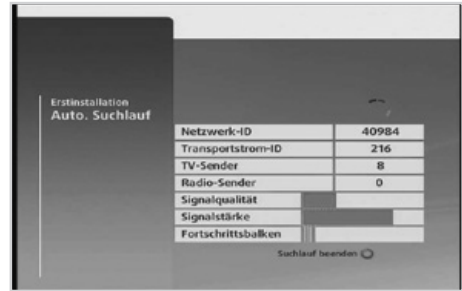 Erstinstallation
Auto. Suchlauf
Netzwerk-ID 40984
Transportstrom-ID 216
TV-Sender 8
Radio-Sender 0
Signalqualität
Signalstärke
Fortschrittsbalken
Suchlauf beenden